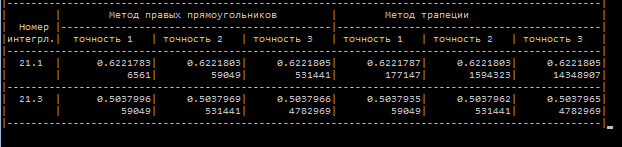 |---------------------------------------------------------------------------------------|
| | Метод правых прямоугольников | Метод трапеции |
| Номер |-------------------------------------------------------------------------------|
|интегрл.| точность 1 | точность 2 | точность 3 | точность 1 | точность 2 | точность 3 |
|---------------------------------------------------------------------------------------|
| 21.1 | 0.6221783| 0.6221803| 0.6221805| 0.6221787| 0.6221803| 0.6221805|
| | 6561| 59049| 531441| 177147| 1594323| 14348907|
|---------------------------------------------------------------------------------------|
| 21.3 | 0.5037996| 0.5037969| 0.5037966| 0.5037935| 0.5037962| 0.5037965|
| | 59049| 531441| 4782969| 59049| 531441| 4782969|
|---------------------------------------------------------------------------------------|